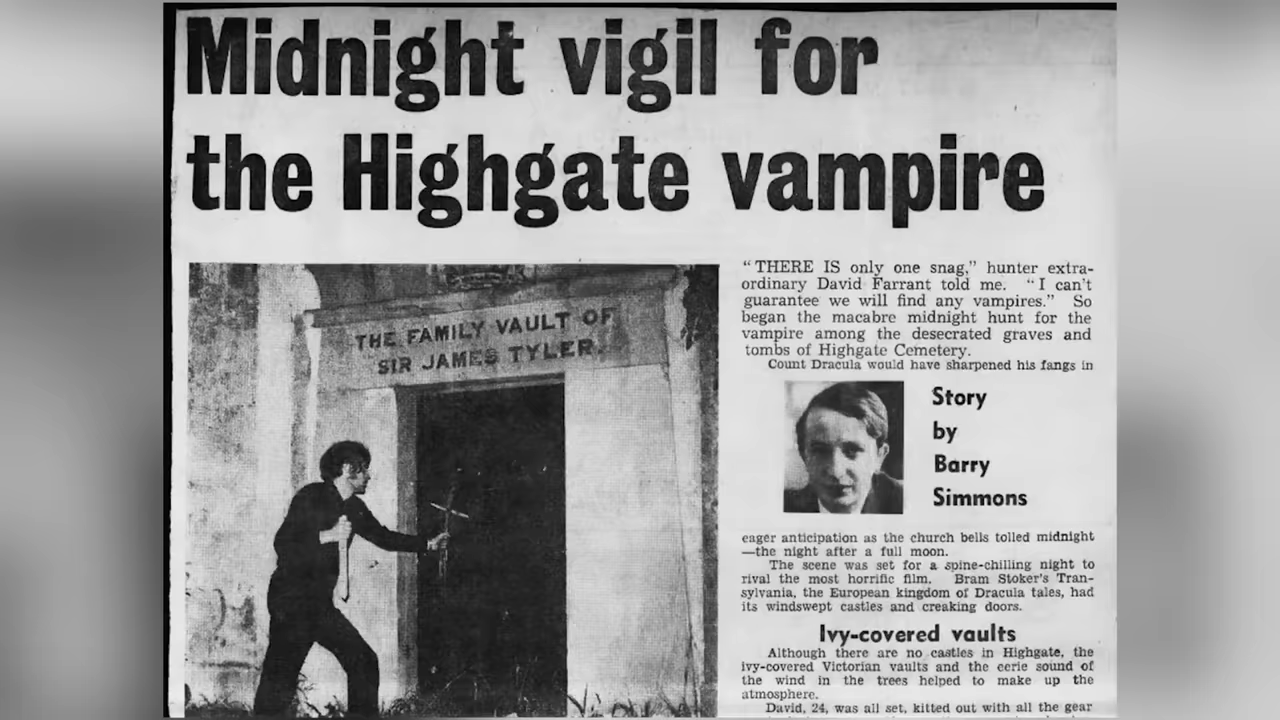 Midnight vigil for
the Highgate vampire
THE FAMILY VAULT OF
SIR JAMES TYLER.
“ THERE IS only one snag,” hunter extra-
ordinary David Farrant told me. “ I can't
guarantee we will find any vampires.” So
began the macabre midnight hunt for the
vampire among the desecrated graves and
tombs of Highgate Cemetery.
Count Dracula would have sharpened his fangs in
Story
by
Barry
Simmons
eager anticipation as the church bells tolled midnight
—the night after a full moon.
The scene was set for a spine-chilling night to
rival the most horrific film. Bram Stoker's Tran-
sylvania, the European kingdom of Dracula tales, had
its windswept castles and creaking doors.
Ivy-covered vaults
Although there are no castles in Highgate, the
ivy-covered Victorian vaults and the eerie sound of
the wind in the trees helped to make up the
atmosphere.
David, 24, was all set, kitted out with all the gear